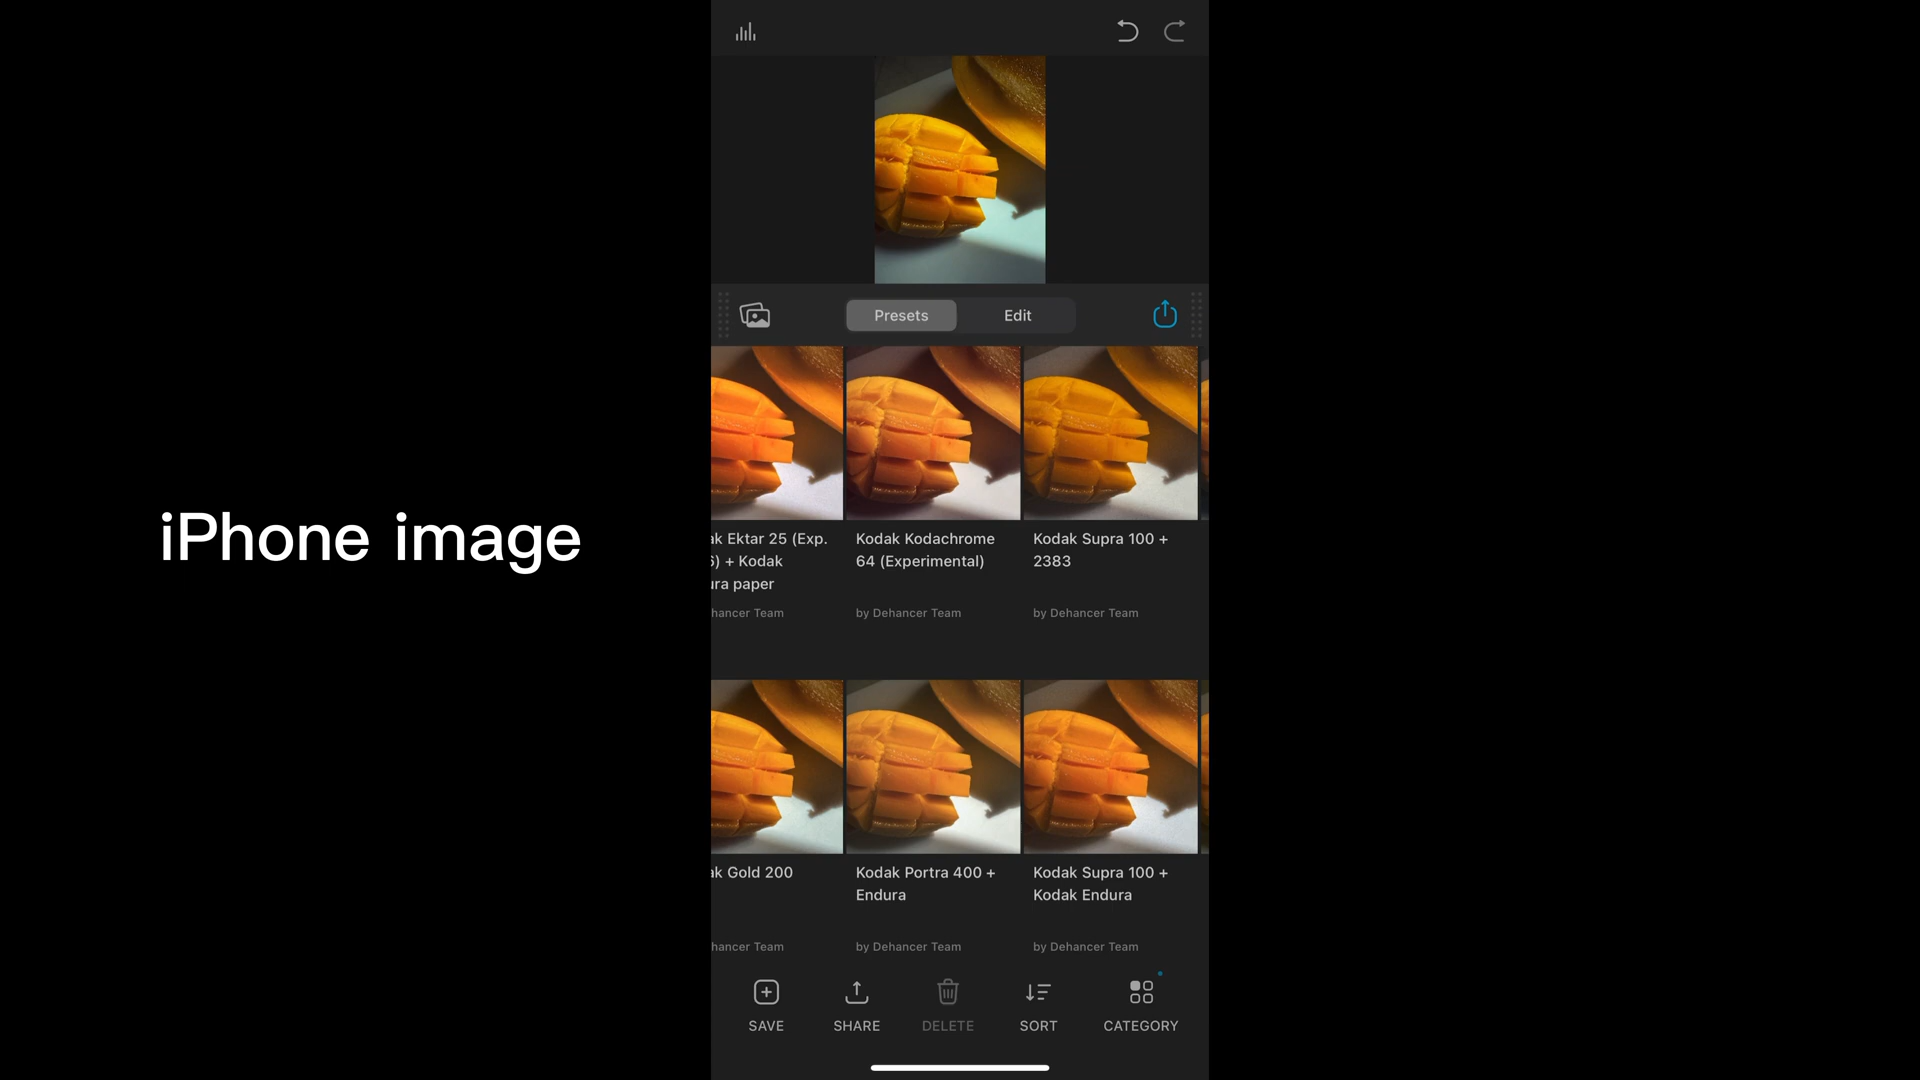 iPhone image
Presets
Edit
ak Ektar 25 (Exp.
6) + Kodak
ura paper
hancer Team
Kodak Kodachrome
64 (Experimental)
by Dehancer Team
Kodak Supra 100 +
2383
by Dehancer Team
ak Gold 200
hancer Team
Kodak Portra 400 +
Endura
by Dehancer Team
Kodak Supra 100 +
Kodak Endura
by Dehancer Team
SAVE
SHARE
DELETE
SORT
CATEGORY